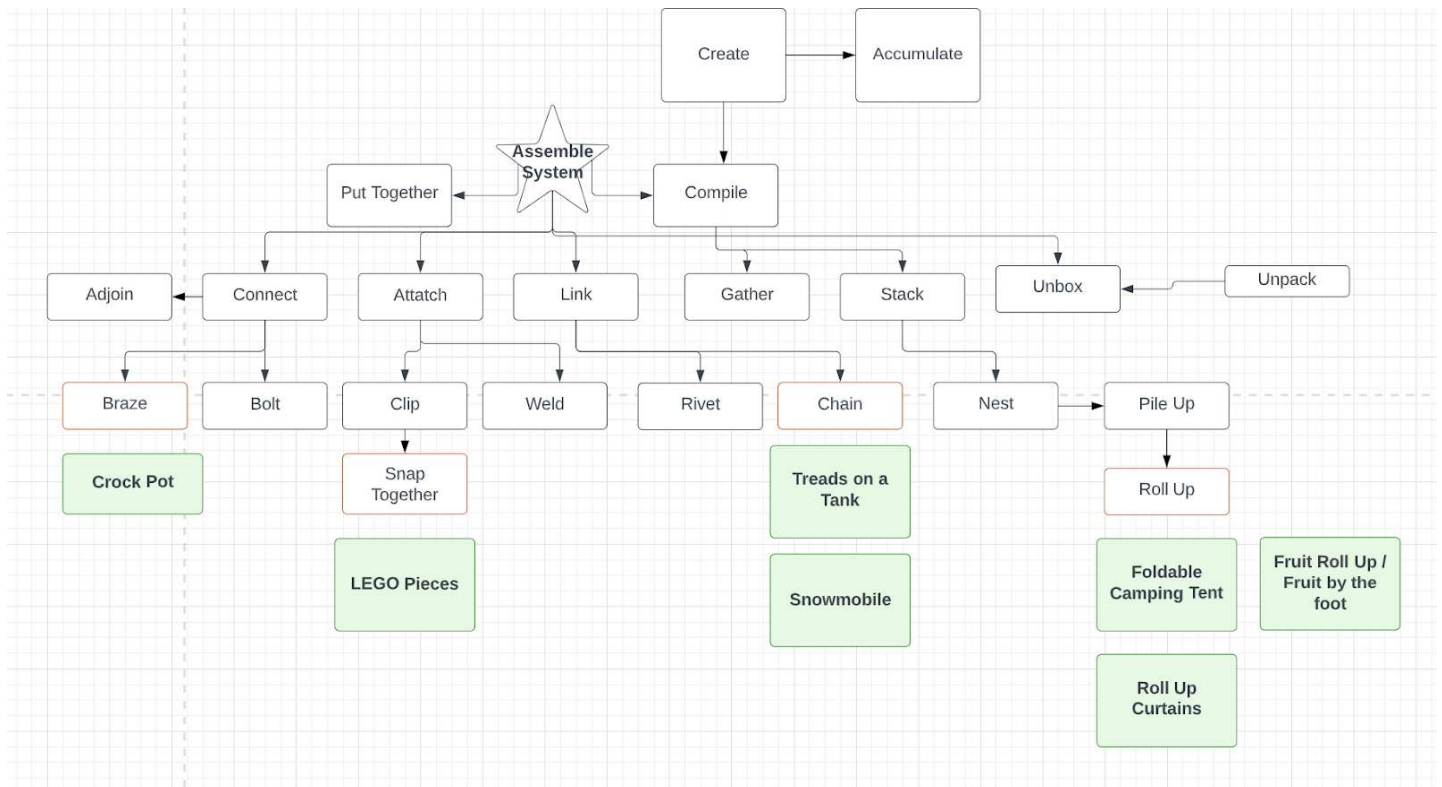 Create
Accumulate
Assemble
System
Put Together
Compile
Adjoin
Connect
Attatch
Link
Gather
Stack
Unbox
Unpack
Braze
Bolt
Clip
Weld
Rivet
Chain
Nest
Pile Up
Crock Pot
Snap
Together
Treads on a
Tank
Roll Up
LEGO Pieces
Snowmobile
Foldable
Camping Tent
Fruit Roll Up /
Fruit by the
foot
Roll Up
Curtains